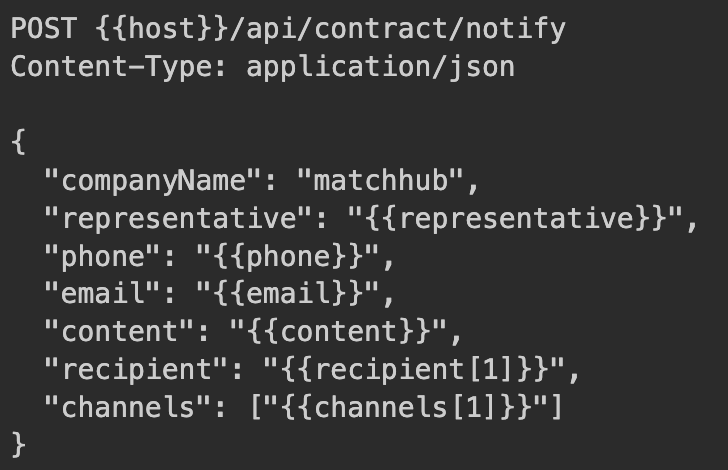 POST {{host}}/api/contract/notify
Content-Type: application/json
{
"companyName": "matchhub",
"representative": "{{representative}}",
"phone": "{{phone}}",
"email": "{{email}}",
"content": "{{content}}",
"recipient": "{{recipient[1]}}",
"channels": ["{{channels[1]}}"]
}